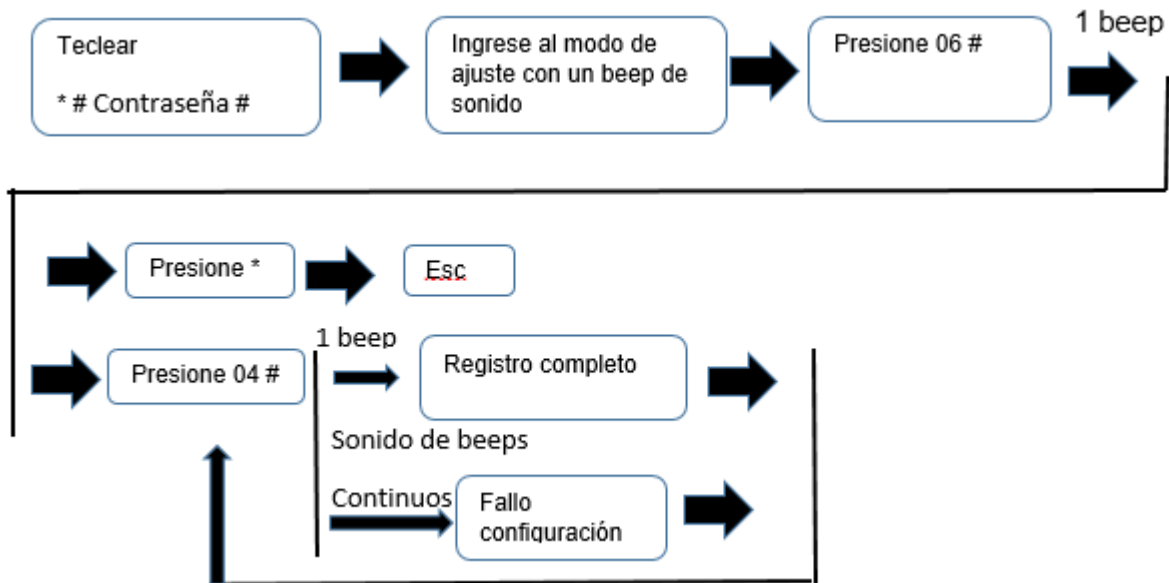 Teclear
* # Contraseña #
Ingrese al modo de
ajuste con un beep de
sonido
Presione 06 #
1 beep
Presione *
Esc
Presione 04 #
1 beep
Registro completo
Sonido de beeps
Continuos
Fallo
configuración